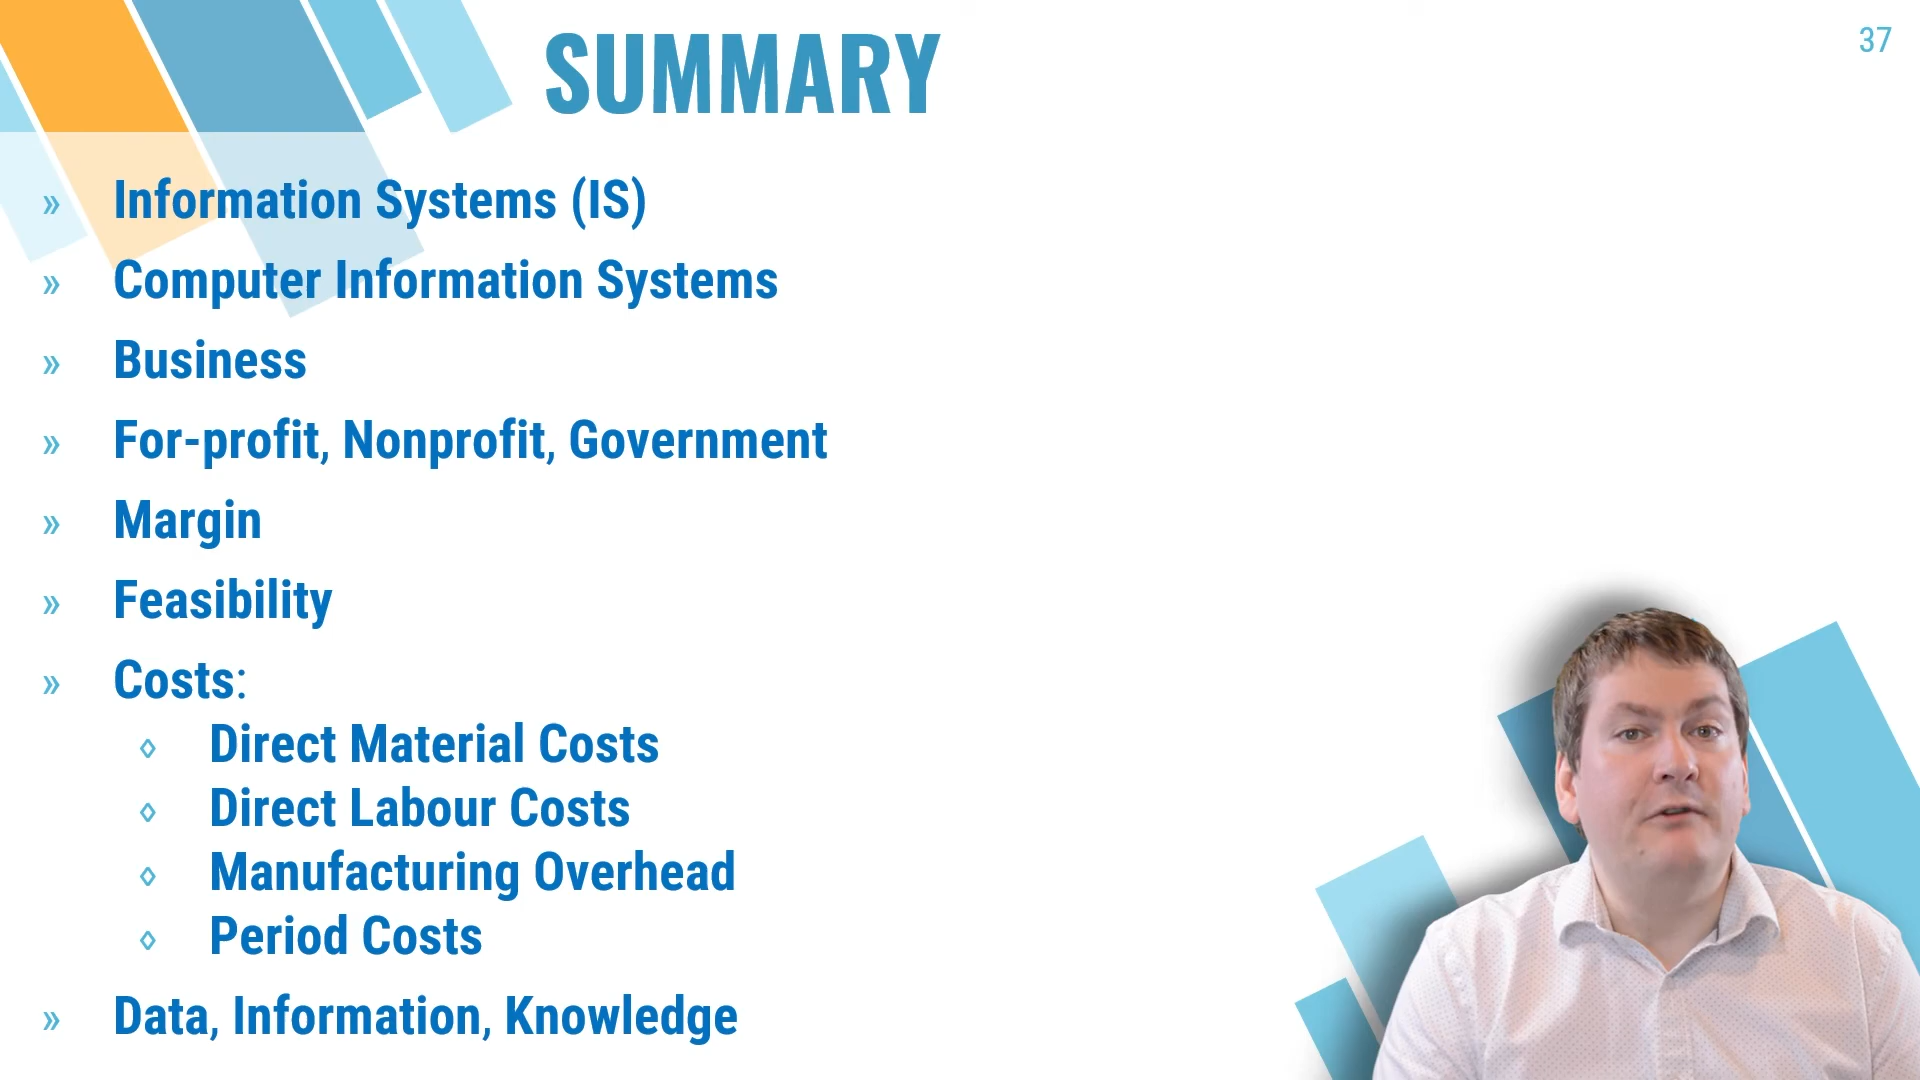 SUMMARY
37
» Information Systems (IS)
» Computer Information Systems
» Business
» For-profit, Nonprofit, Government
» Margin
» Feasibility
» Costs:
◊ Direct Material Costs
◊ Direct Labour Costs
◊ Manufacturing Overhead
◊ Period Costs
» Data, Information, Knowledge